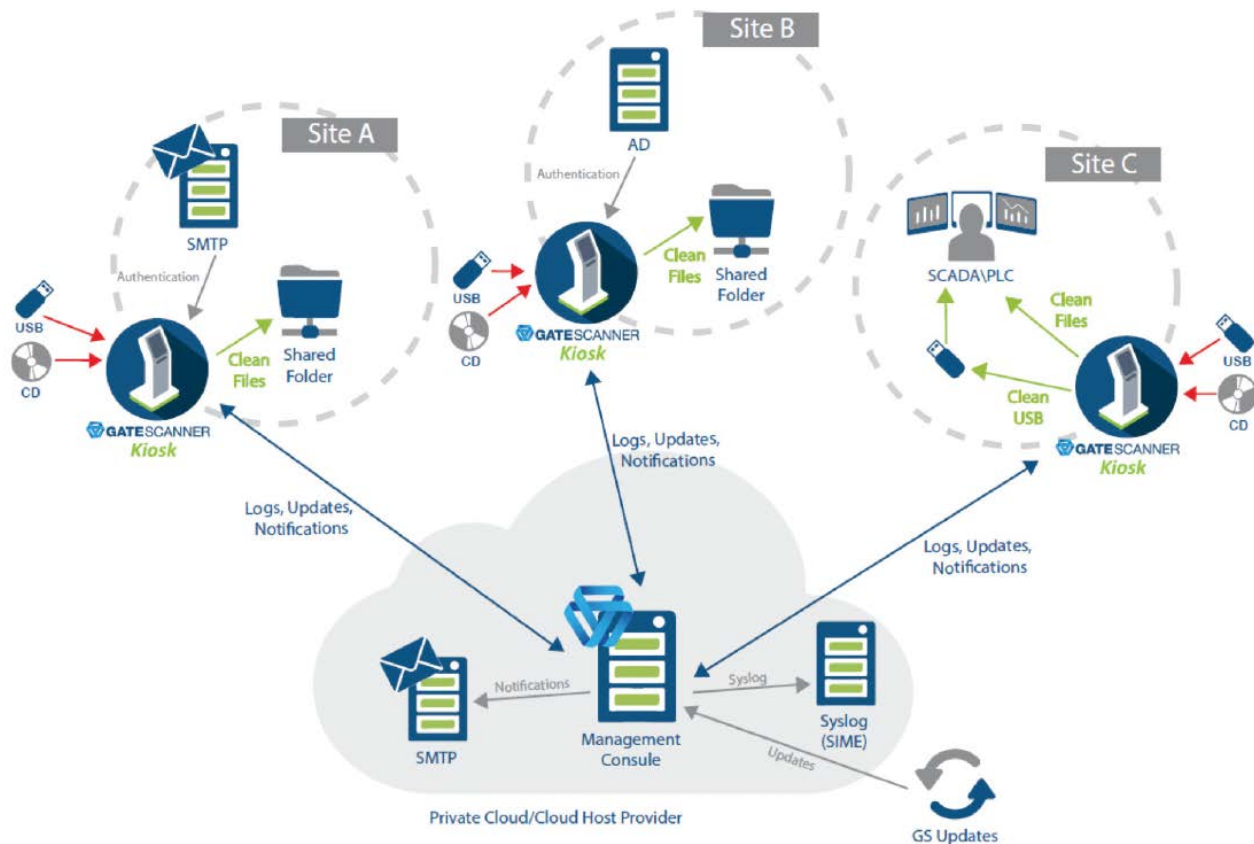 Site A
SMTP
Authentication
USB
CD
GATESCANNER
Kiosk
Clean
Files
Shared
Folder
Site B
AD
Authentication
USB
CD
GATESCANNER
Kiosk
Clean
Files
Shared
Folder
Site C
SCADA\PLC
Clean
Files
Clean
USB
USB
CD
GATESCANNER
Kiosk
Logs, Updates,
Notifications
Logs, Updates,
Notifications
Logs, Updates,
Notifications
Notifications
SMTP
Management
Consule
Syslog
Syslog
(SIME)
Updates
GS Updates
Private Cloud/Cloud Host Provider